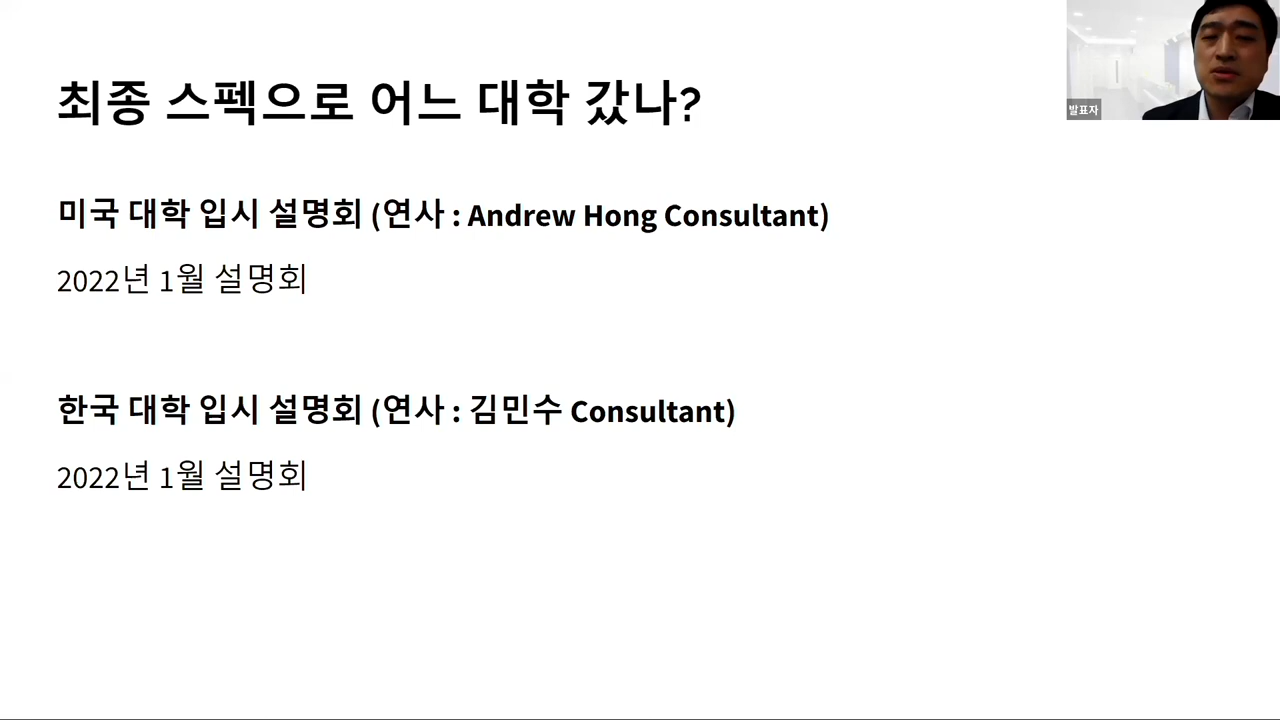 최종 스펙으로 어느 대학 갔나?
발표자
미국 대학 입시 설명회 (연사 : Andrew Hong Consultant)
2022년 1월 설명회
한국 대학 입시 설명회 (연사 : 김민수 Consultant)
2022년 1월 설명회